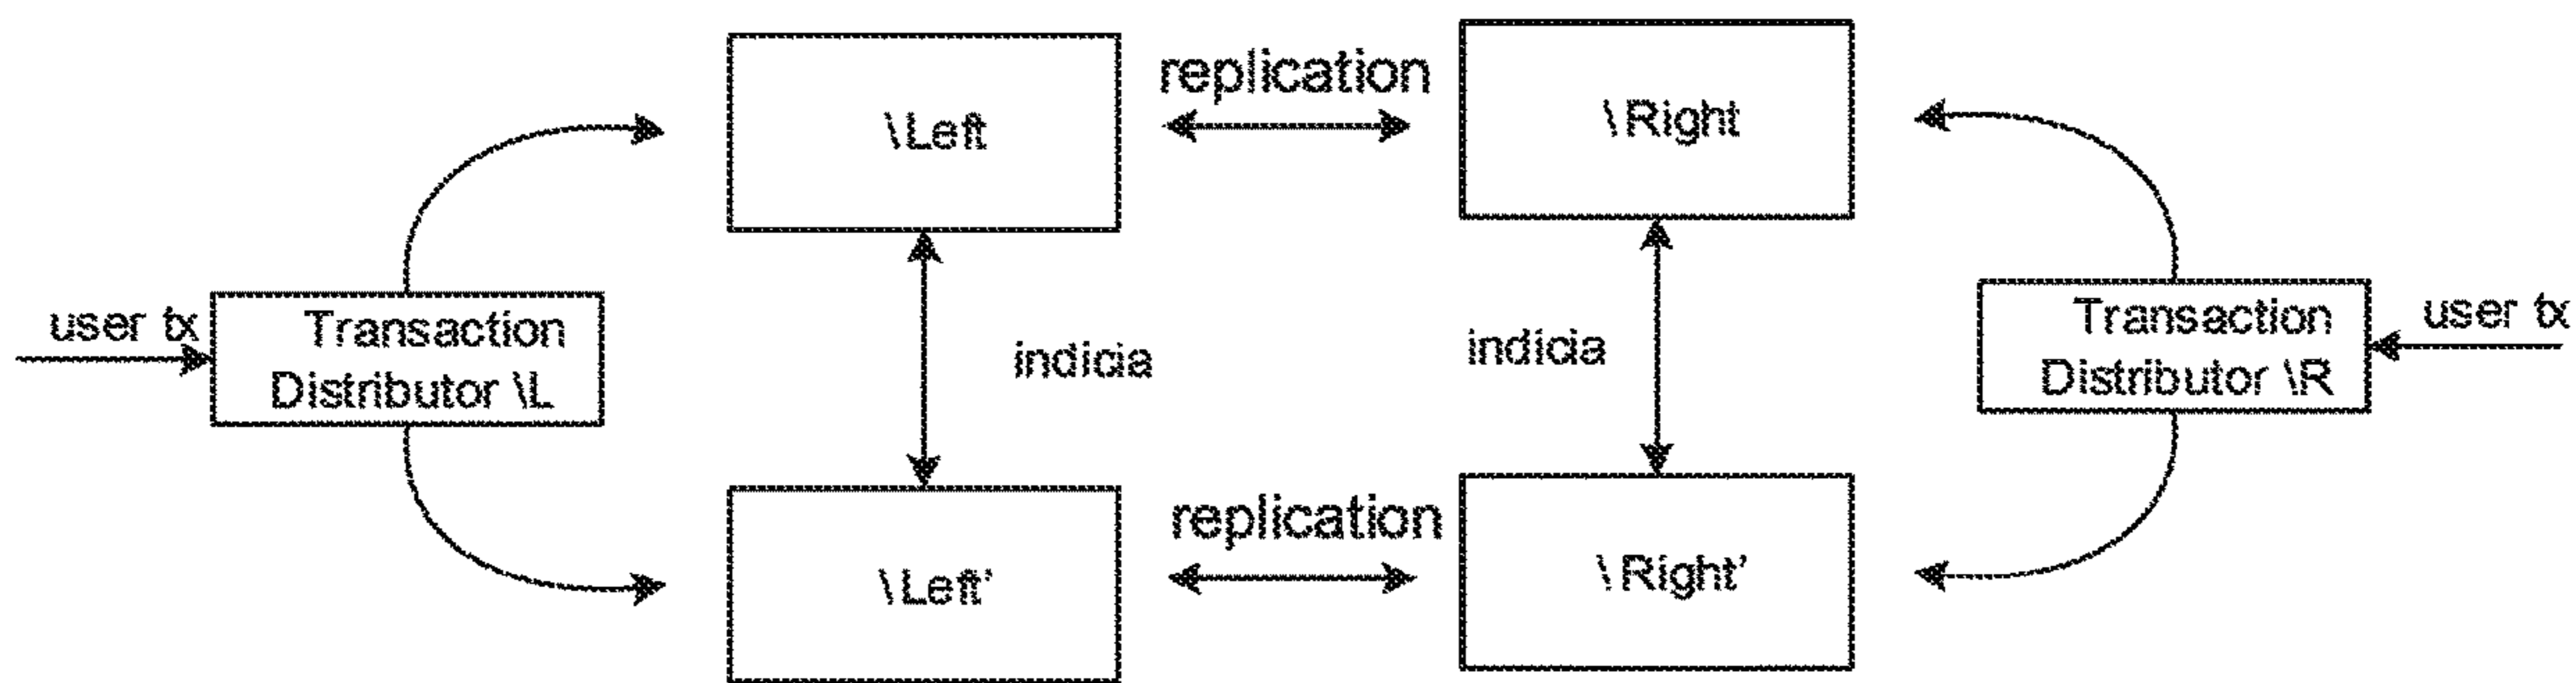 replication
\Left
\Right
user tx
Transaction
Distributor \L
indicia
indicia
Transaction
Distributor \R
user tx
replication
\Left'
\Right'